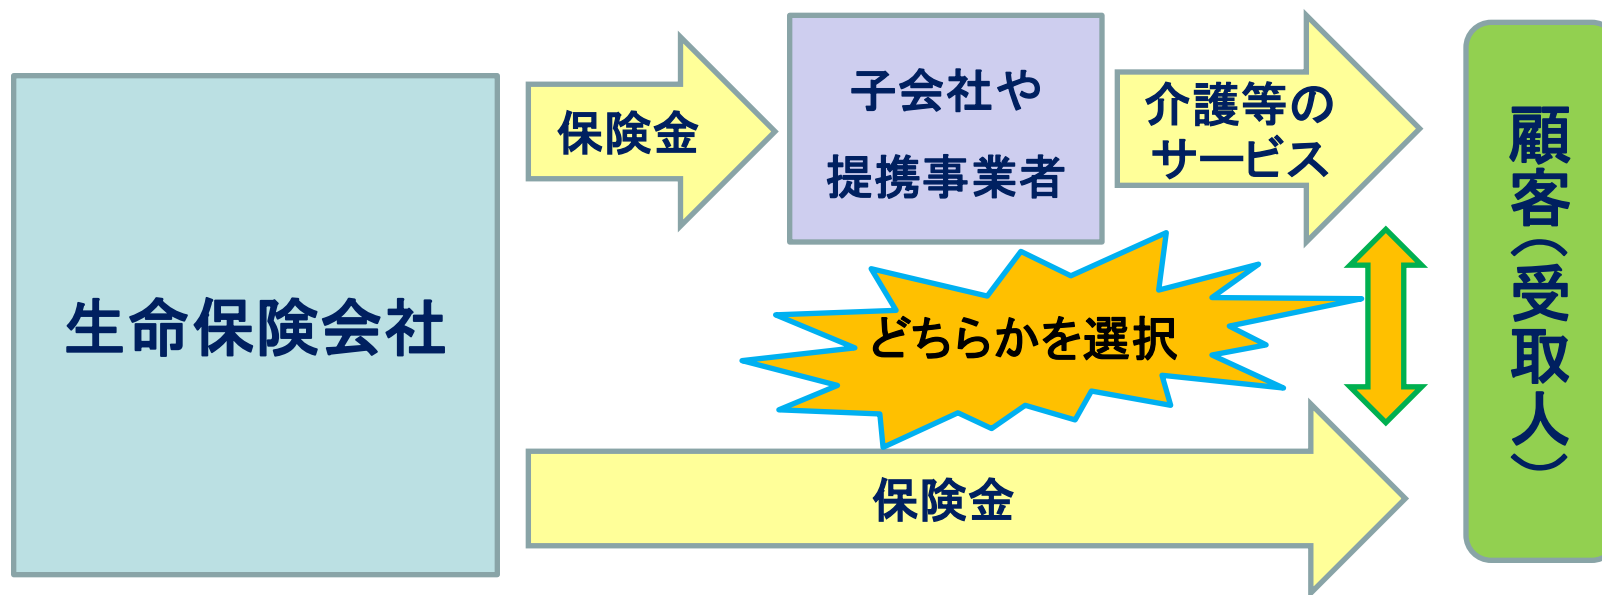 生命保険会社
保険金
子会社や
提携事業者
介護等の
サービス
どちらかを選択
保険金
顧客（受取人）